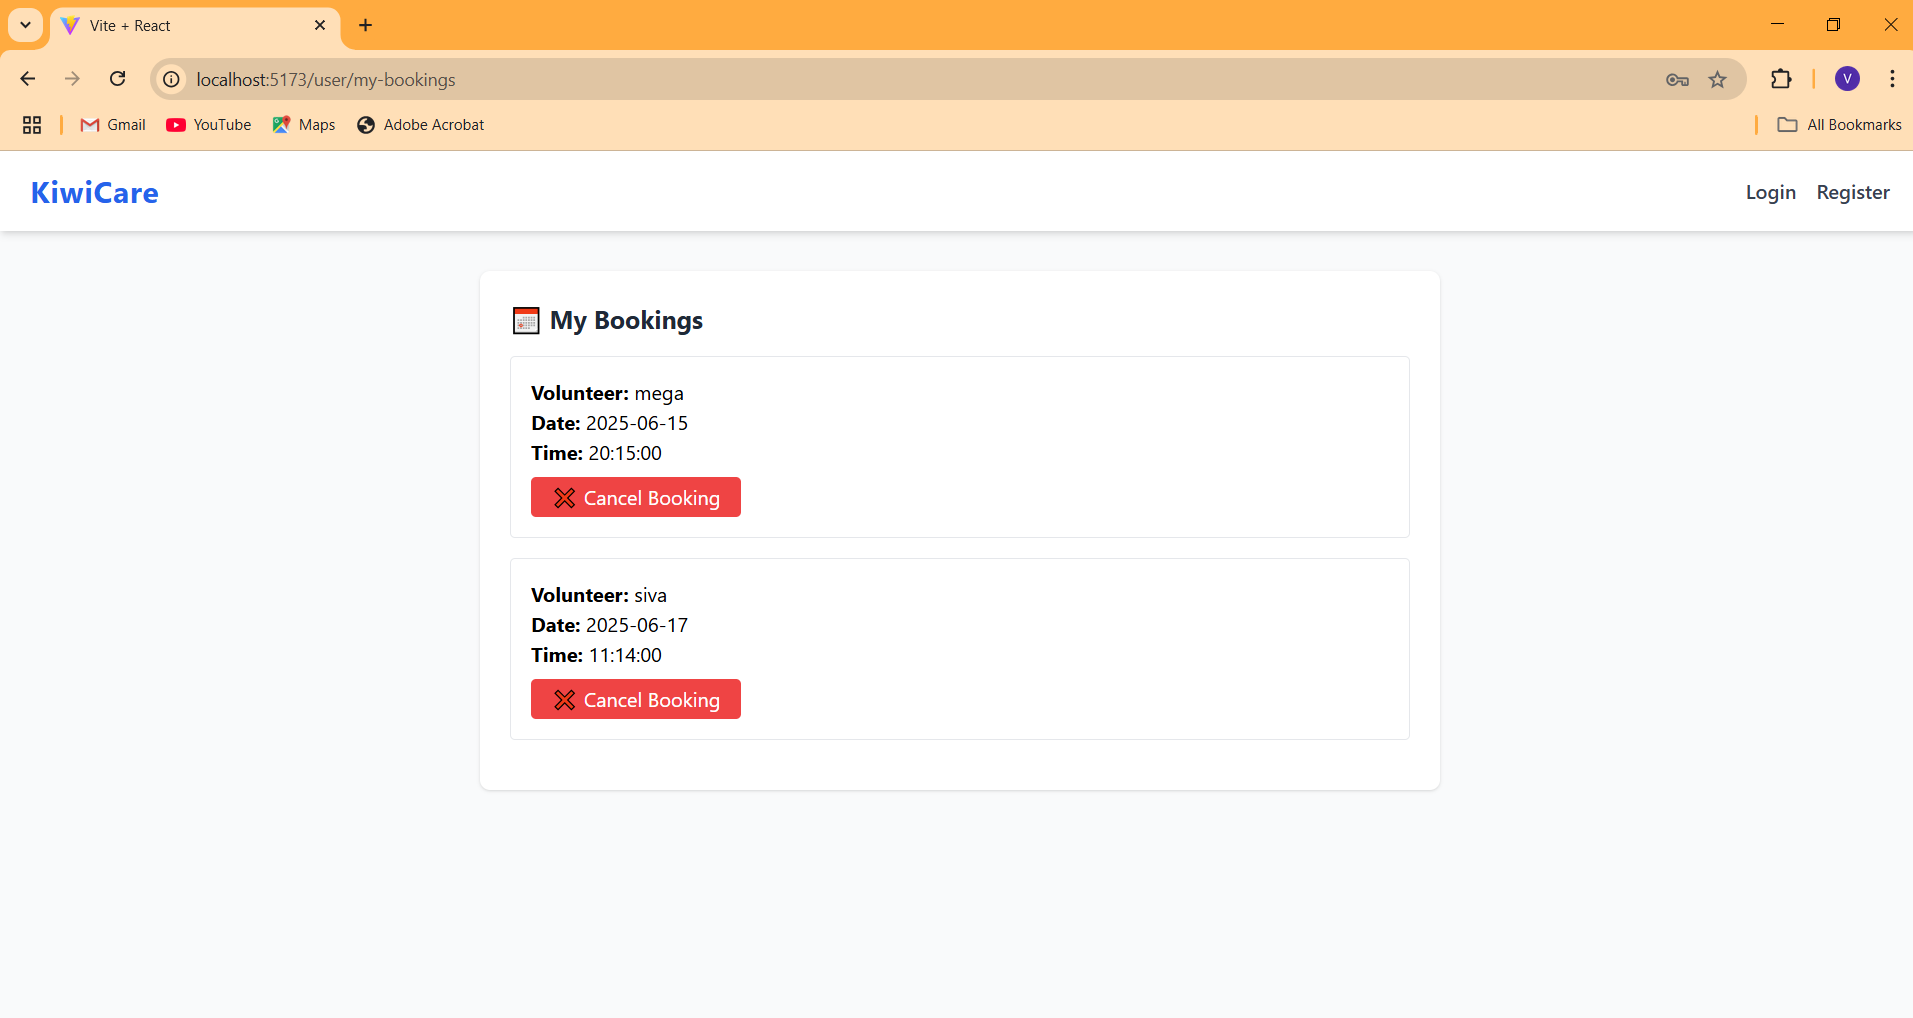 Vite + React
localhost:5173/user/my-bookings
V
Gmail YouTube Maps Adobe Acrobat All Bookmarks
KiwiCare Login Register
My Bookings
Volunteer: mega
Date: 2025-06-15
Time: 20:15:00
Cancel Booking
Volunteer: siva
Date: 2025-06-17
Time: 11:14:00
Cancel Booking